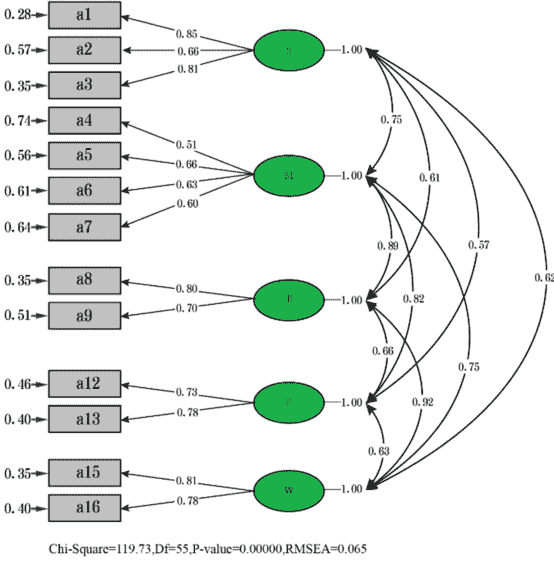 0.28 a1 0.85
0.57 a2 0.66 1.00
0.35 a3 0.81
0.74 a4 0.51 0.75
0.56 a5 0.66
0.61 a6 0.63 M 1.00 0.61
0.64 a7 0.60
0.89 0.57
0.35 a8 0.80 0.62
0.51 a9 0.70 1.00 0.82
0.66 0.75
0.46 a12 0.73
0.40 a13 0.78 1.00 0.92
0.63
0.35 a15 0.81
0.40 a16 0.78 W 1.00
Chi-Square=119.73,Df=55,P-value=0.00000,RMSEA=0.065